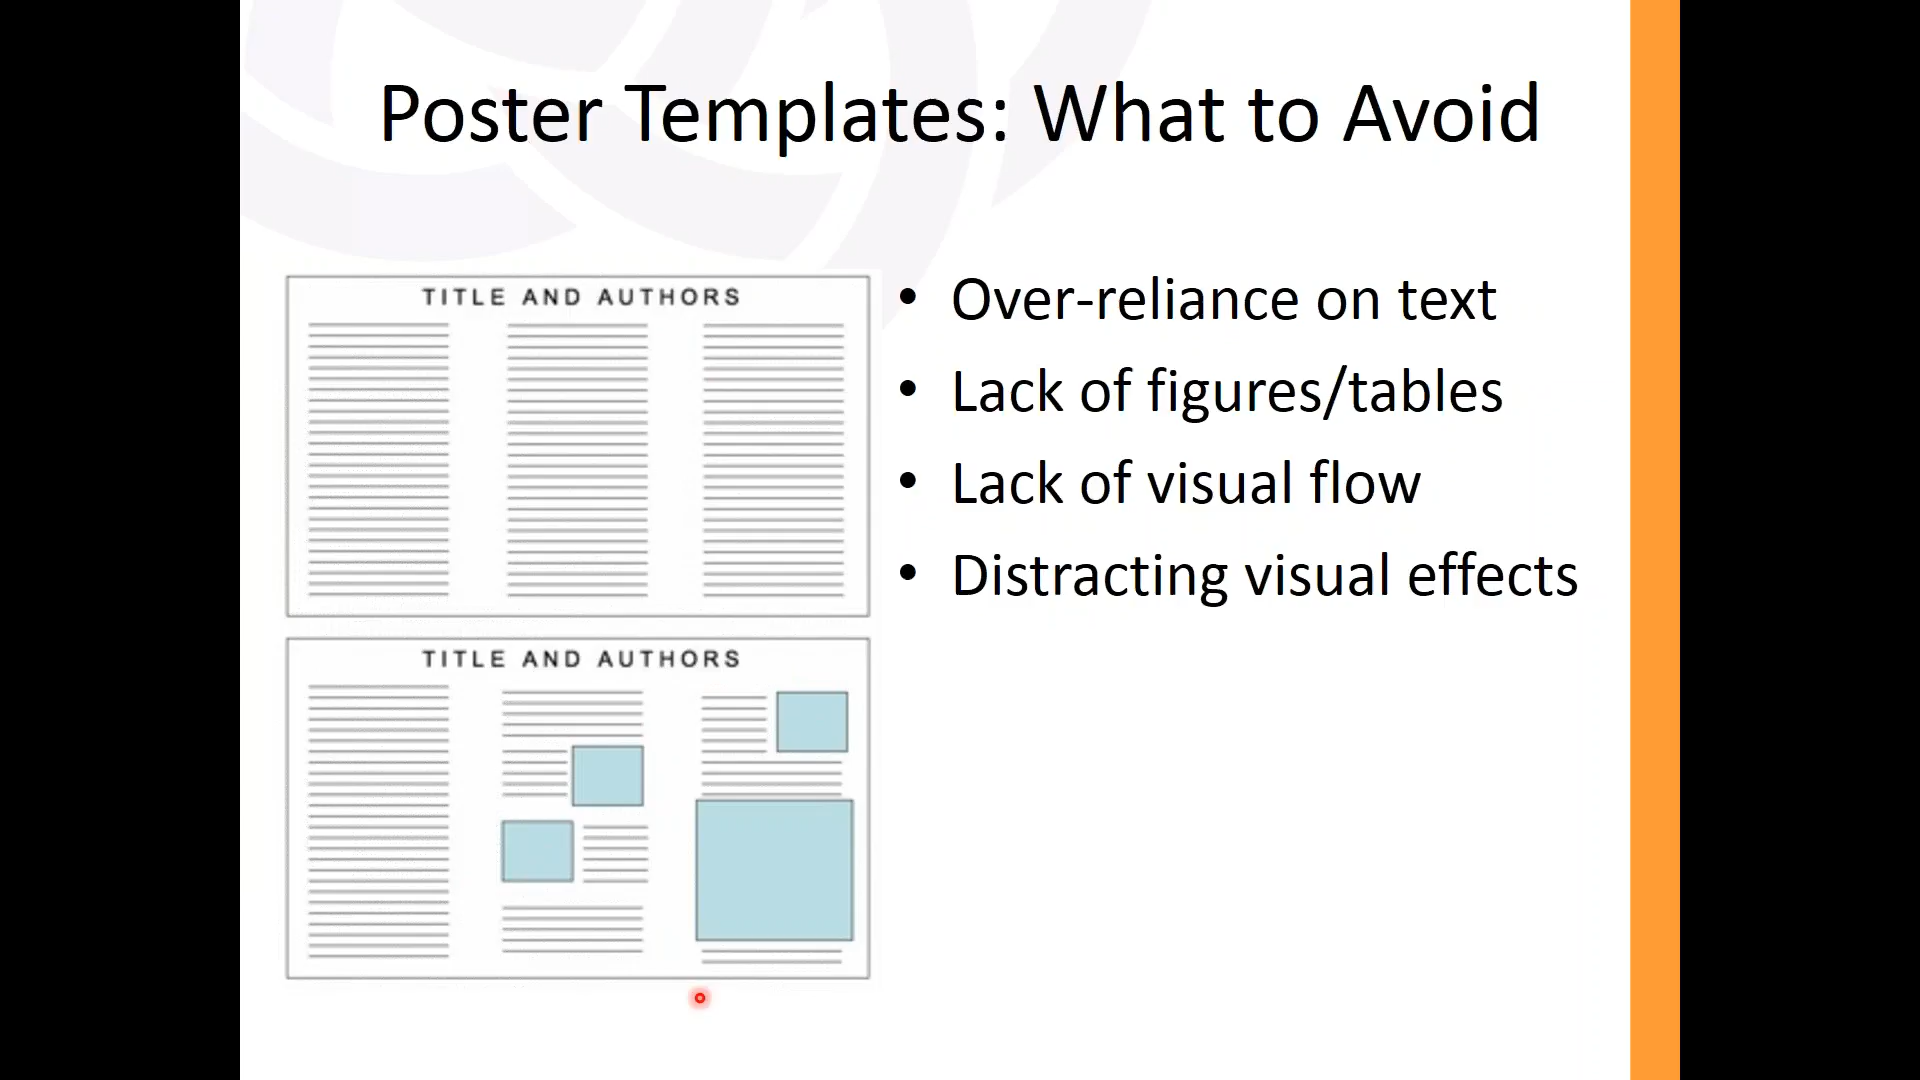 Poster Templates: What to Avoid
TITLE AND AUTHORS
TITLE AND AUTHORS
• Over-reliance on text
• Lack of figures/tables
• Lack of visual flow
• Distracting visual effects